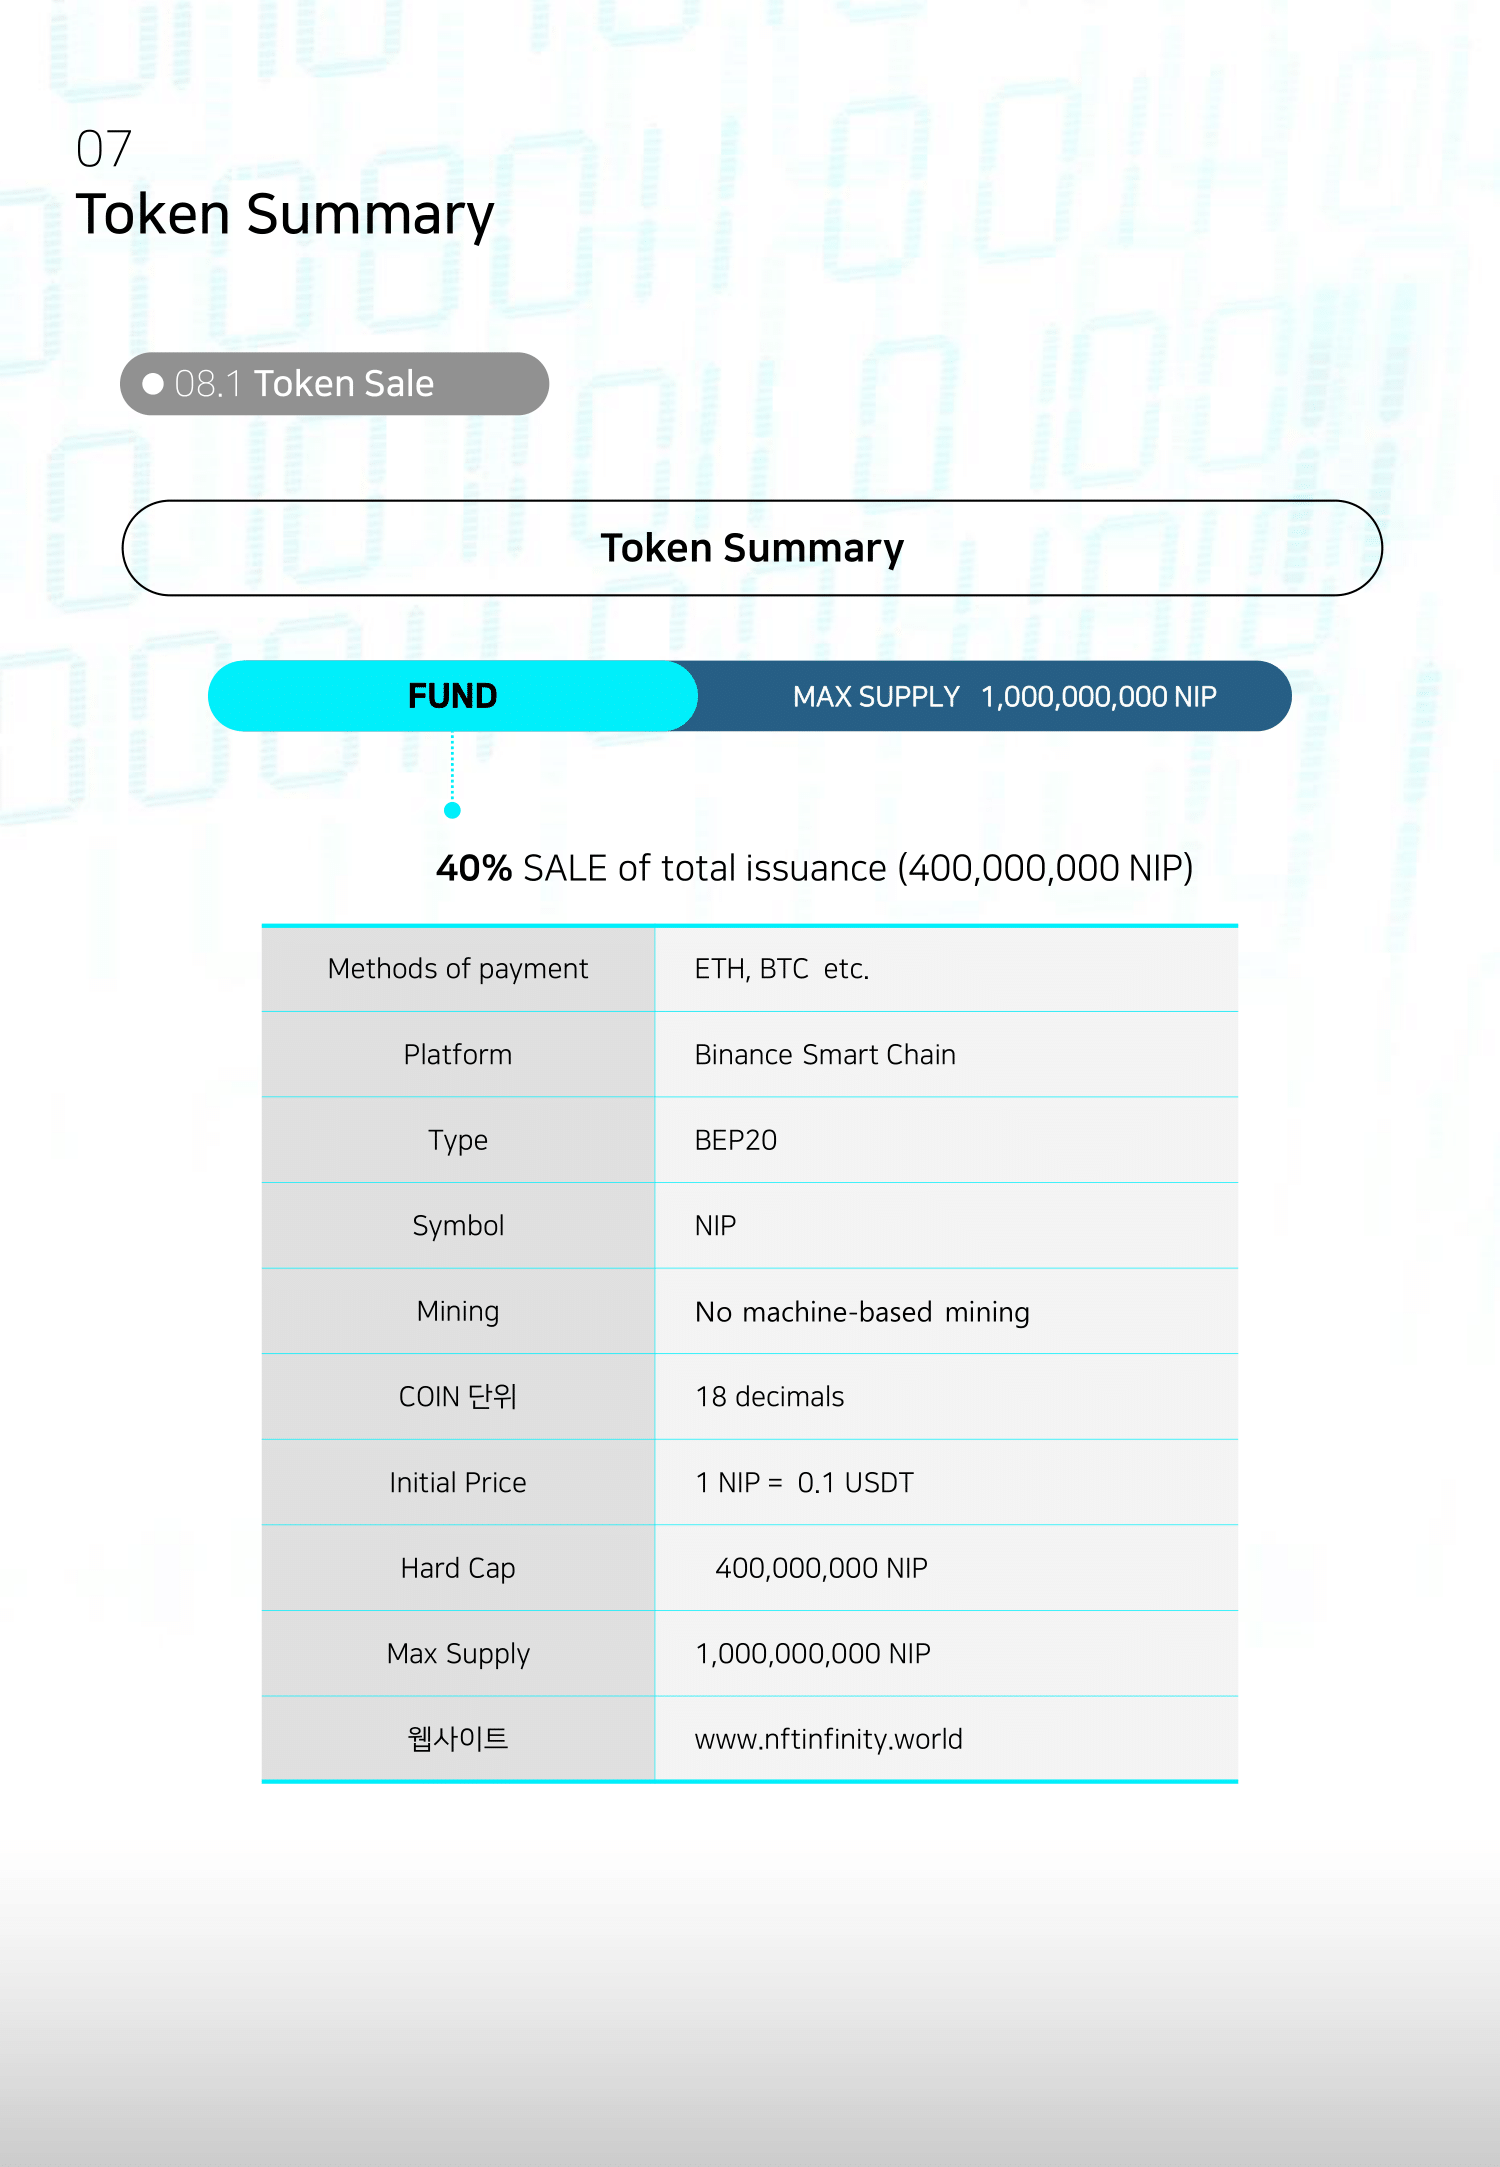 07
Token Summary
08.1 Token Sale
Token Summary
FUND MAX SUPPLY 1,000,000,000 NIP
40% SALE of total issuance (400,000,000 NIP)
Methods of payment ETH, BTC etc.
Platform Binance Smart Chain
Type BEP20
Symbol NIP
Mining No machine-based mining
COIN 단위 18 decimals
Initial Price 1 NIP = 0.1 USDT
Hard Cap 400,000,000 NIP
Max Supply 1,000,000,000 NIP
웹사이트 www.nftinfinity.world